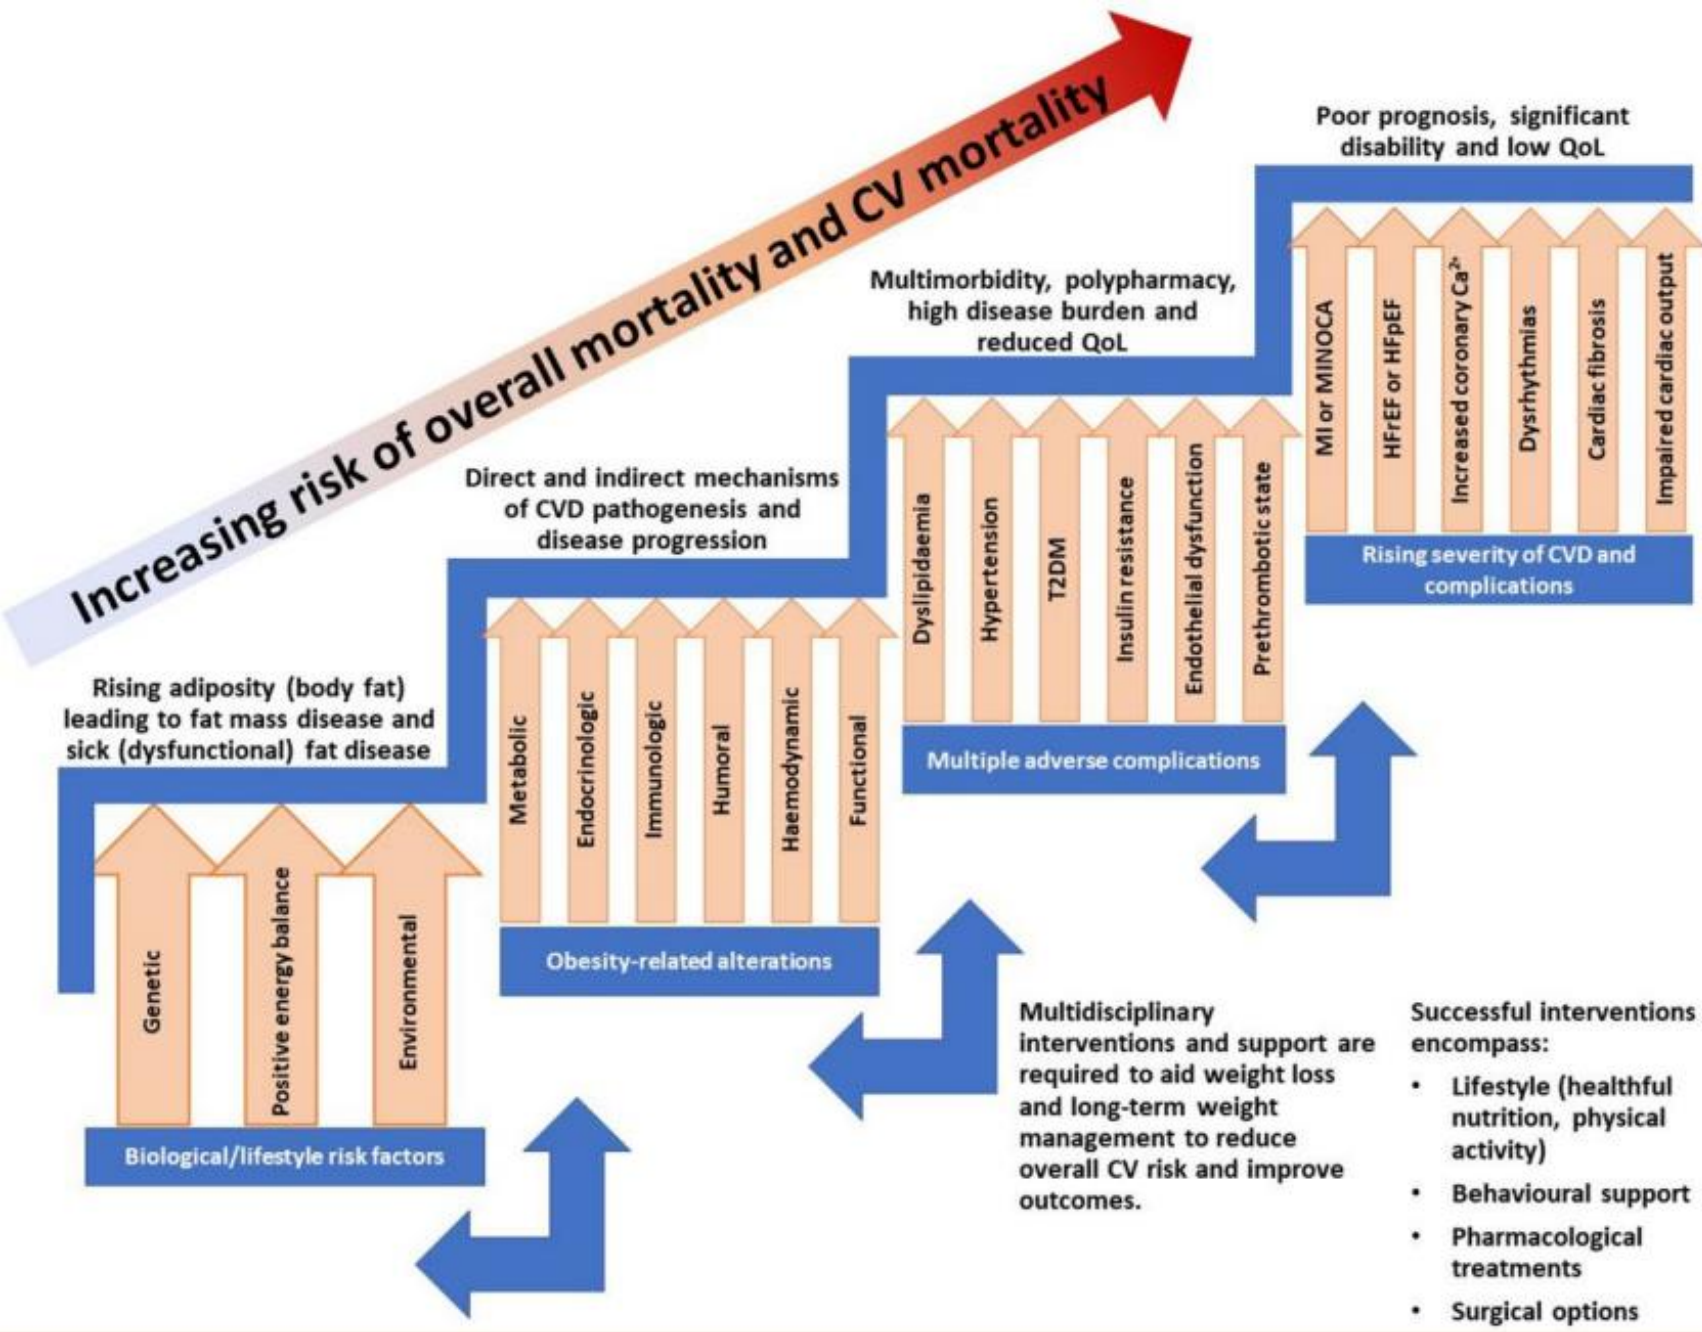 Increasing risk of overall mortality and CV mortality
Poor prognosis, significant
disability and low QoL
MI or MINOCA
HFrEF or HFpEF
Increased coronary Ca²⁺
Dysrhythmias
Cardiac fibrosis
Impaired cardiac output
Rising severity of CVD and
complications
Multimorbidity, polypharmacy,
high disease burden and
reduced QoL
Dyslipidaemia
Hypertension
T2DM
Insulin resistance
Endothelial dysfunction
Prethrombotic state
Multiple adverse complications
Direct and indirect mechanisms
of CVD pathogenesis and
disease progression
Metabolic
Endocrinologic
Immunologic
Humoral
Haemodynamic
Functional
Obesity-related alterations
Rising adiposity (body fat)
leading to fat mass disease and
sick (dysfunctional) fat disease
Genetic
Positive energy balance
Environmental
Biological/lifestyle risk factors
Multidisciplinary
interventions and support are
required to aid weight loss
and long-term weight
management to reduce
overall CV risk and improve
outcomes.
Successful interventions
encompass:
• Lifestyle (healthful
nutrition, physical
activity)
• Behavioural support
• Pharmacological
treatments
• Surgical options